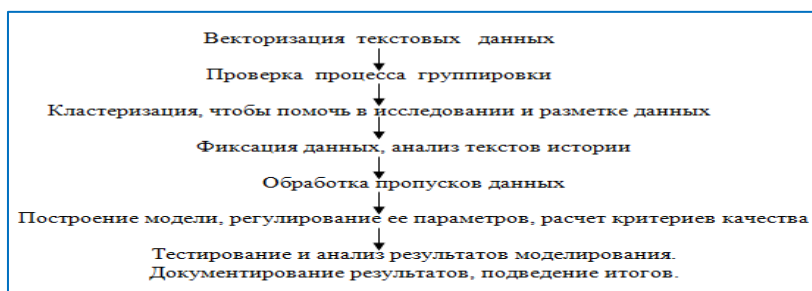 Векторизация текстовых данных
Проверка процесса группировки
Кластеризация, чтобы помочь в исследовании и разметке данных
Фиксация данных, анализ текстов истории
Обработка пропусков данных
Построение модели, регулирование ее параметров, расчет критериев качества
Тестирование и анализ результатов моделирования.
Документирование результатов, подведение итогов.